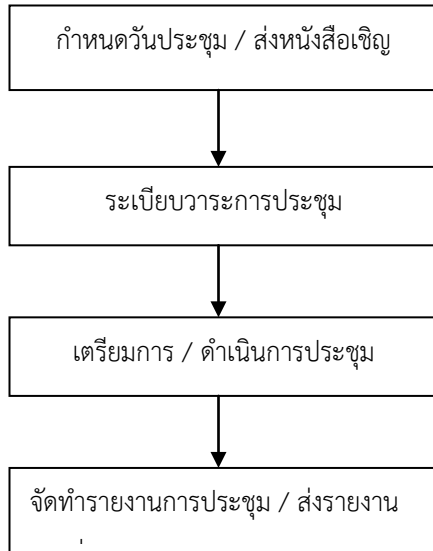 กำหนดวันประชุม / ส่งหนังสือเชิญ
ระเบียบวาระการประชุม
เตรียมการ / ดำเนินการประชุม
จัดทำรายงานการประชุม / ส่งรายงาน